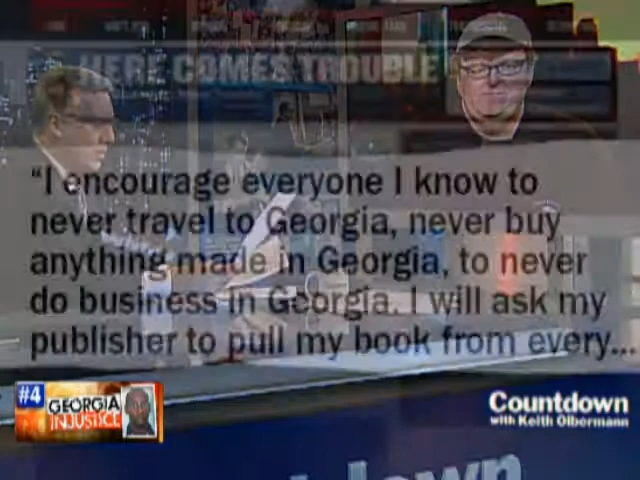 HERE COMES TROUBLE
“I encourage everyone I know to
never travel to Georgia, never buy
anything made in Georgia, to never
do business in Georgia. I will ask my
publisher to pull my book from every...
#4
GEORGIA
INJUSTICE
Countdown
with Keith Olbermann
down